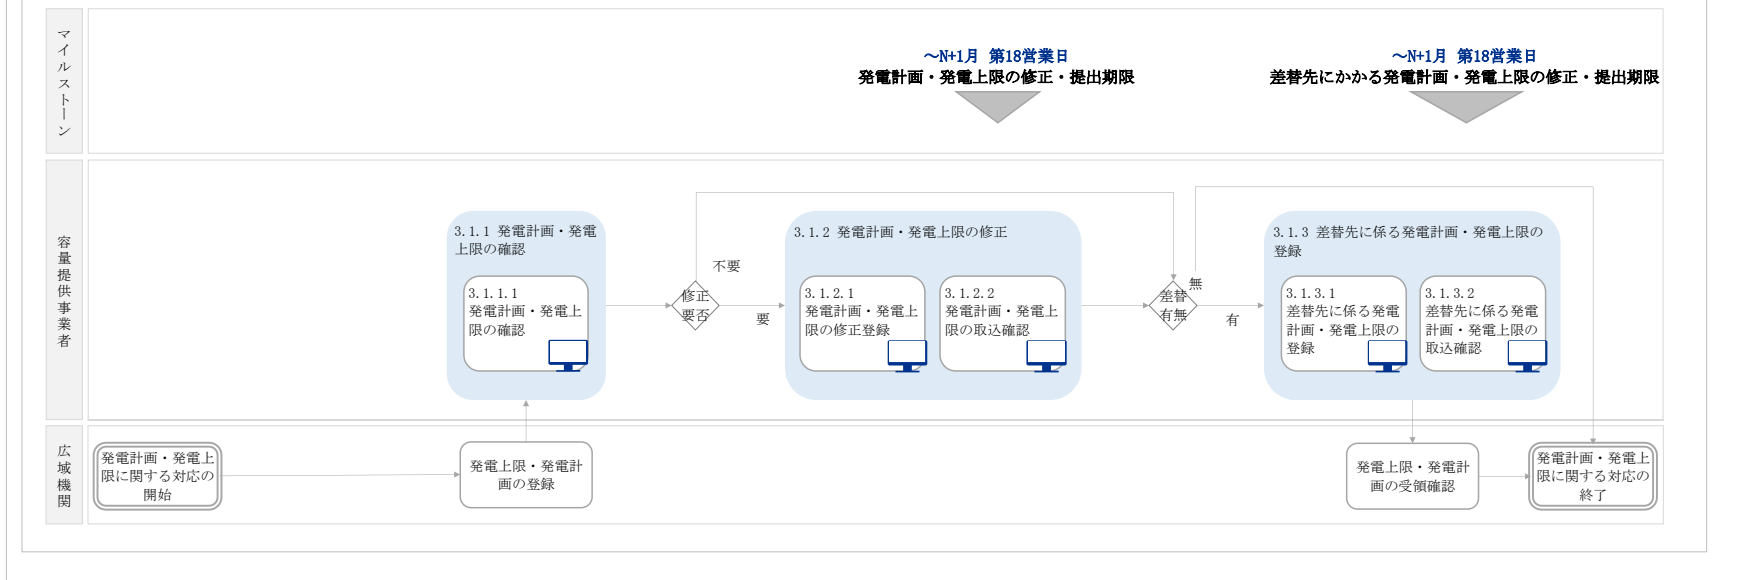 マイルストーン
～N+1月 第18営業日
発電計画・発電上限の修正・提出期限
～N+1月 第18営業日
差替先にかかる発電計画・発電上限の修正・提出期限
容量提供事業者
3.1.1 発電計画・発電
上限の確認
3.1.1.1
発電計画・発電上
限の確認
不要
修正
要否
要
3.1.2 発電計画・発電上限の修正
3.1.2.1
発電計画・発電上
限の修正登録
3.1.2.2
発電計画・発電上
限の取込確認
無
差替
有無
有
3.1.3 差替先に係る発電計画・発電上限の
登録
3.1.3.1
差替先に係る発電
計画・発電上限の
登録
3.1.3.2
差替先に係る発電
計画・発電上限の
取込確認
広域機関
発電計画・発電上
限に関する対応の
開始
発電上限・発電計
画の登録
発電上限・発電計
画の受領確認
発電計画・発電上
限に関する対応の
終了